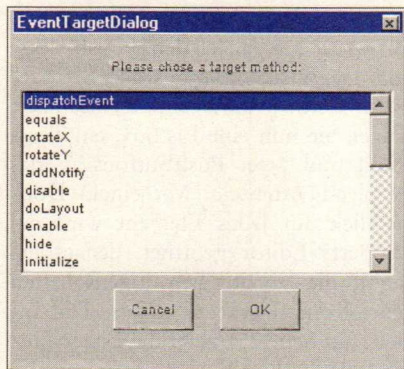 EventTargetDialog
Please chose a target method:
dispatchEvent
equals
rotateX
rotateY
addNotify
disable
doLayout
enable
hide
initialize
Cancel OK